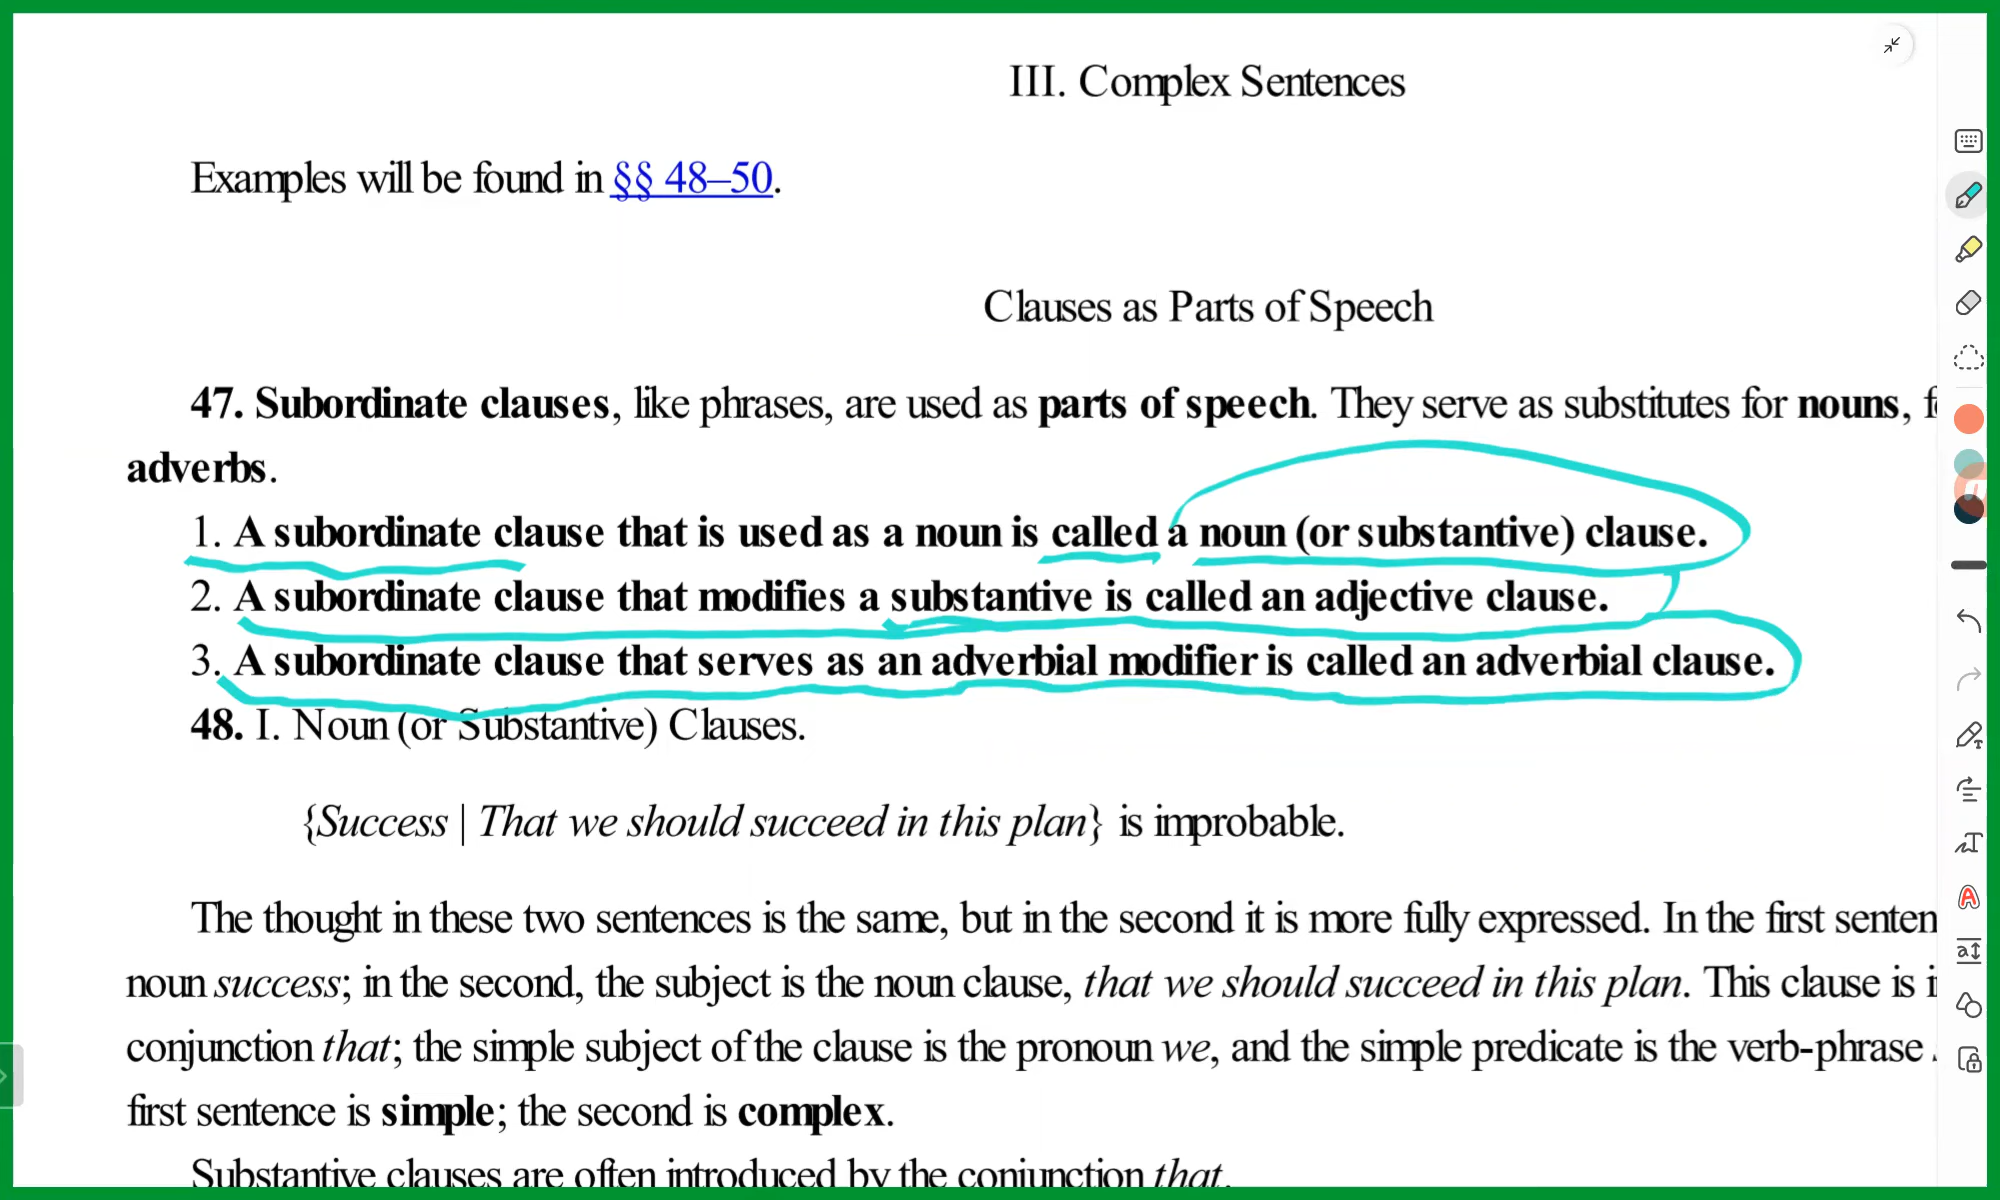 III. Complex Sentences
Examples will be found in §§ 48–50.
Clauses as Parts of Speech
47. Subordinate clauses, like phrases, are used as parts of speech. They serve as substitutes for nouns,
adverbs.
1. A subordinate clause that is used as a noun is called a noun (or substantive) clause.
2. A subordinate clause that modifies a substantive is called an adjective clause.
3. A subordinate clause that serves as an adverbial modifier is called an adverbial clause.
48. I. Noun (or Substantive) Clauses.
{Success | That we should succeed in this plan} is improbable.
The thought in these two sentences is the same, but in the second it is more fully expressed. In the first senten
noun success; in the second, the subject is the noun clause, that we should succeed in this plan. This clause is
conjunction that; the simple subject of the clause is the pronoun we, and the simple predicate is the verb-phrase
first sentence is simple; the second is complex.
Substantive clauses are often introduced by the conjunction that.